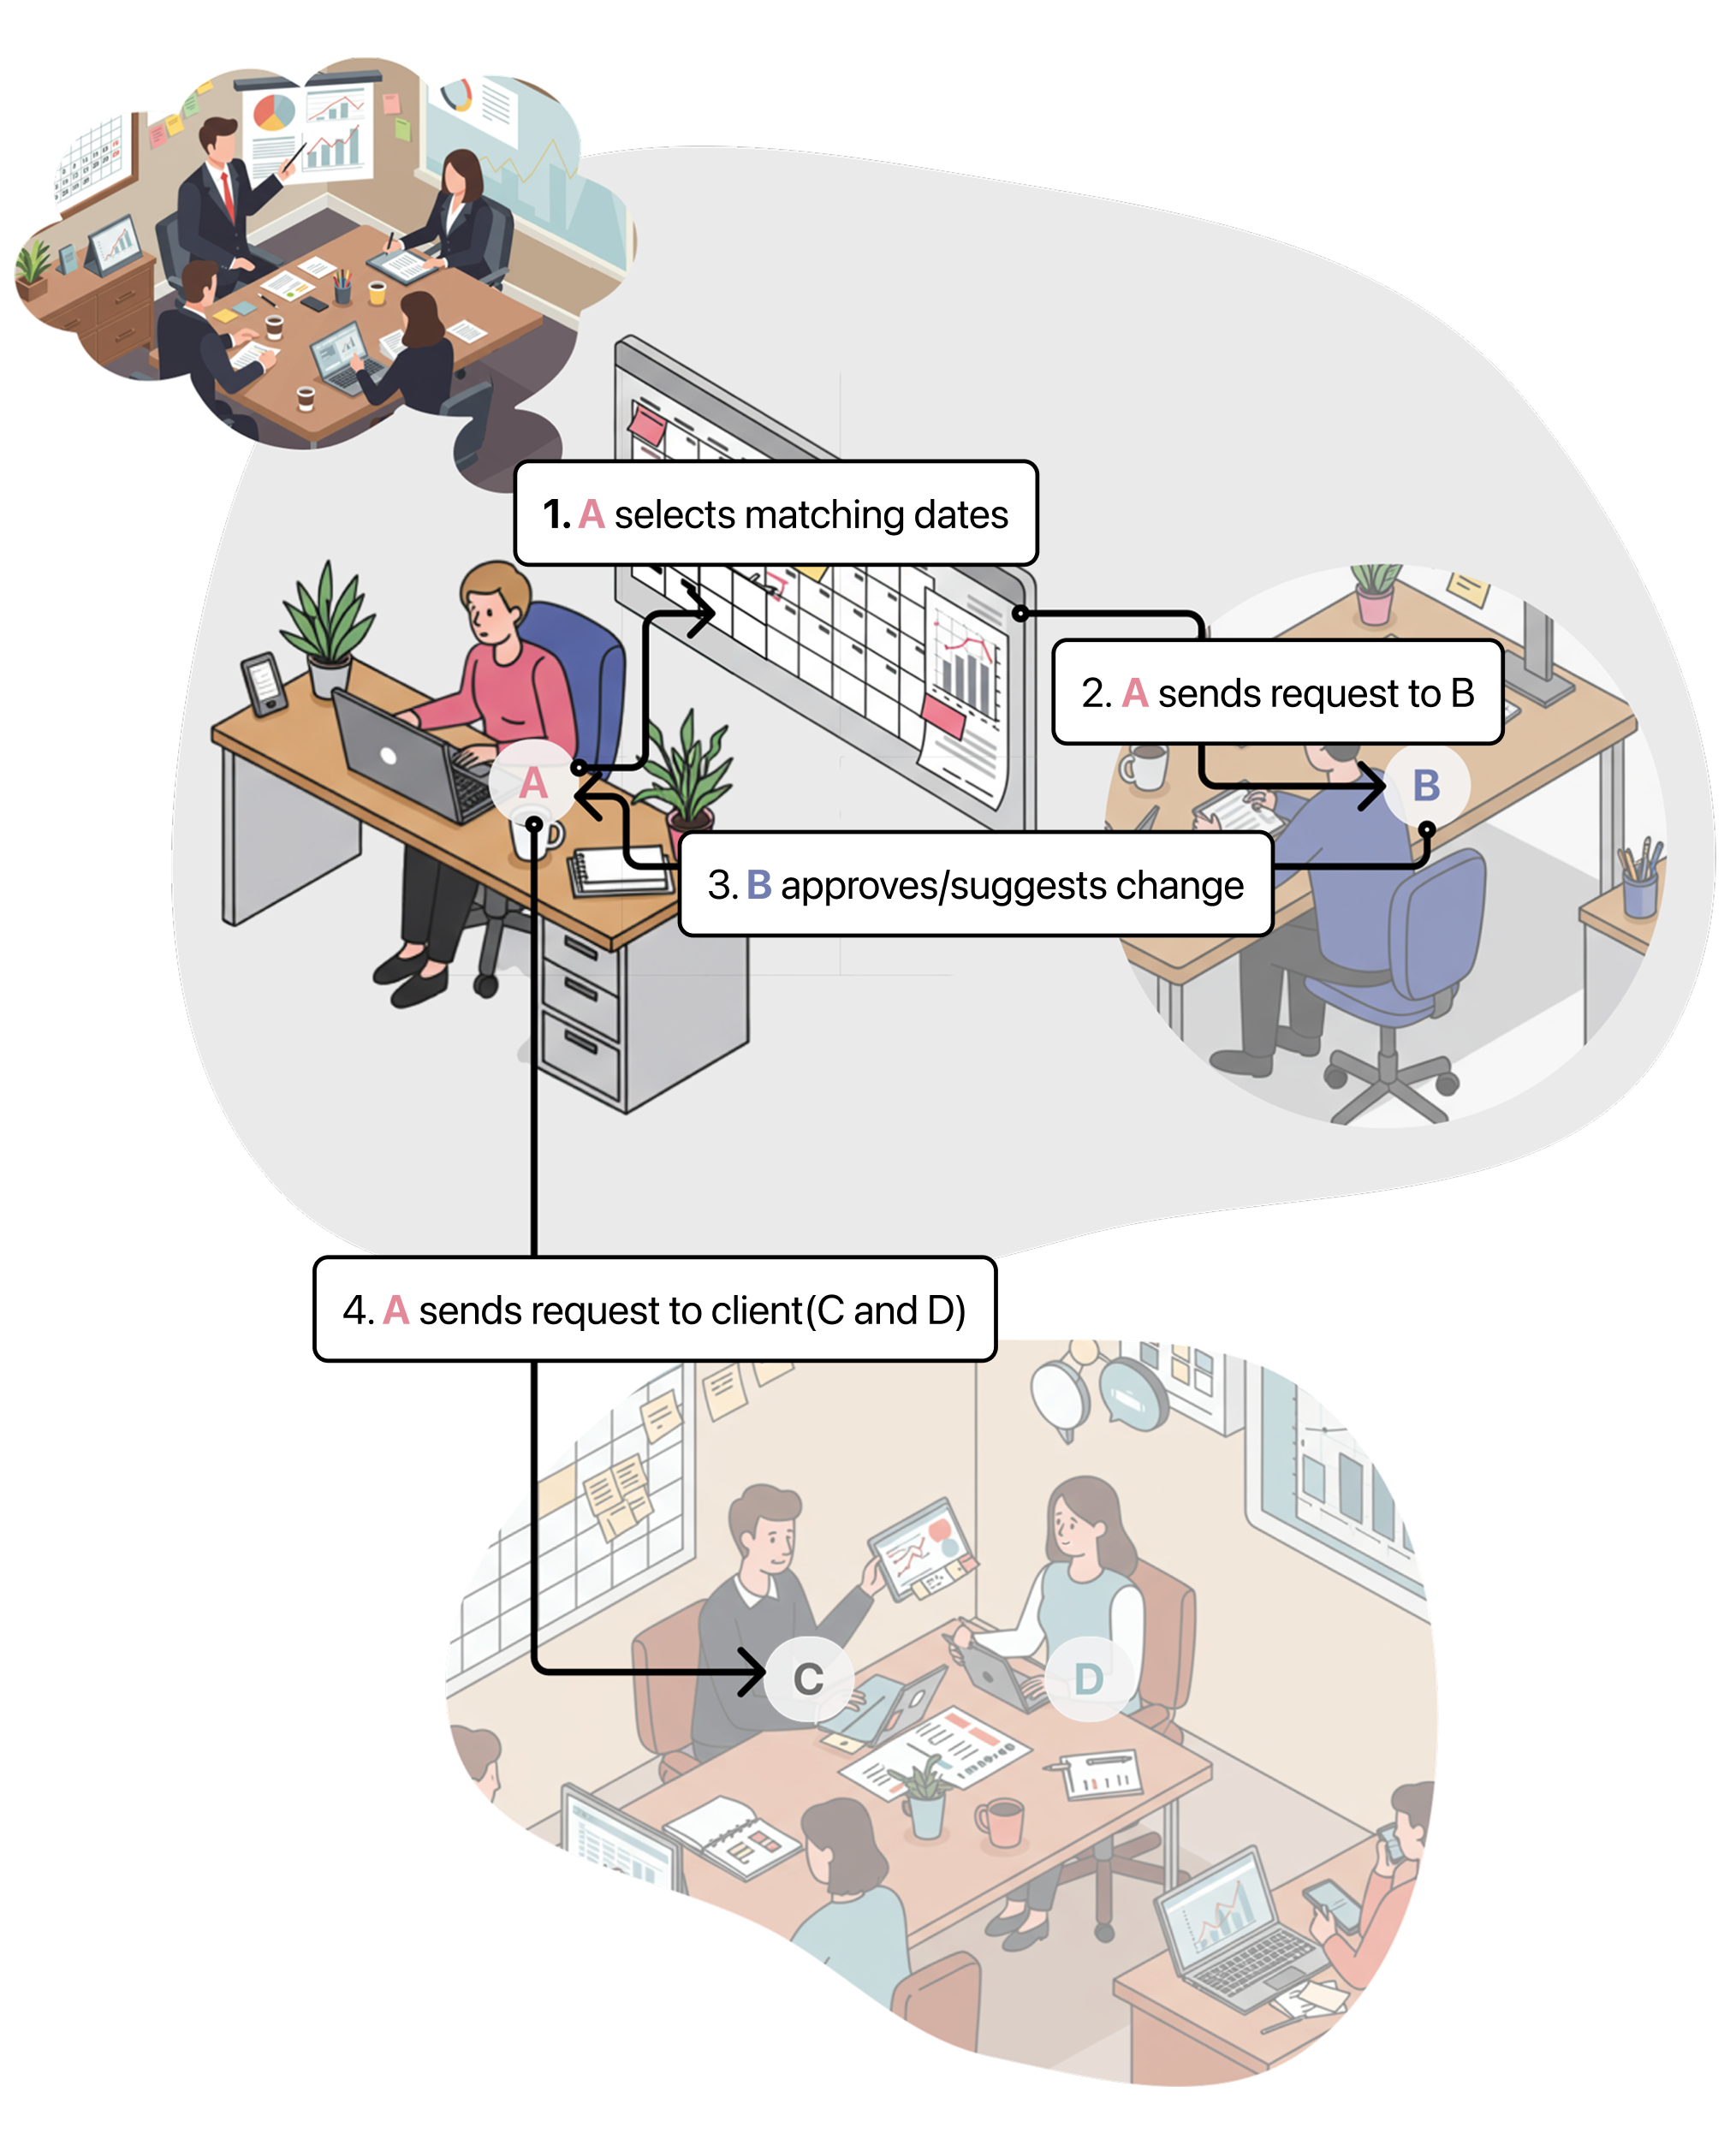 1. A selects matching dates
2. A sends request to B
A
B
3. B approves/suggests change
4. A sends request to client(C and D)
C
D